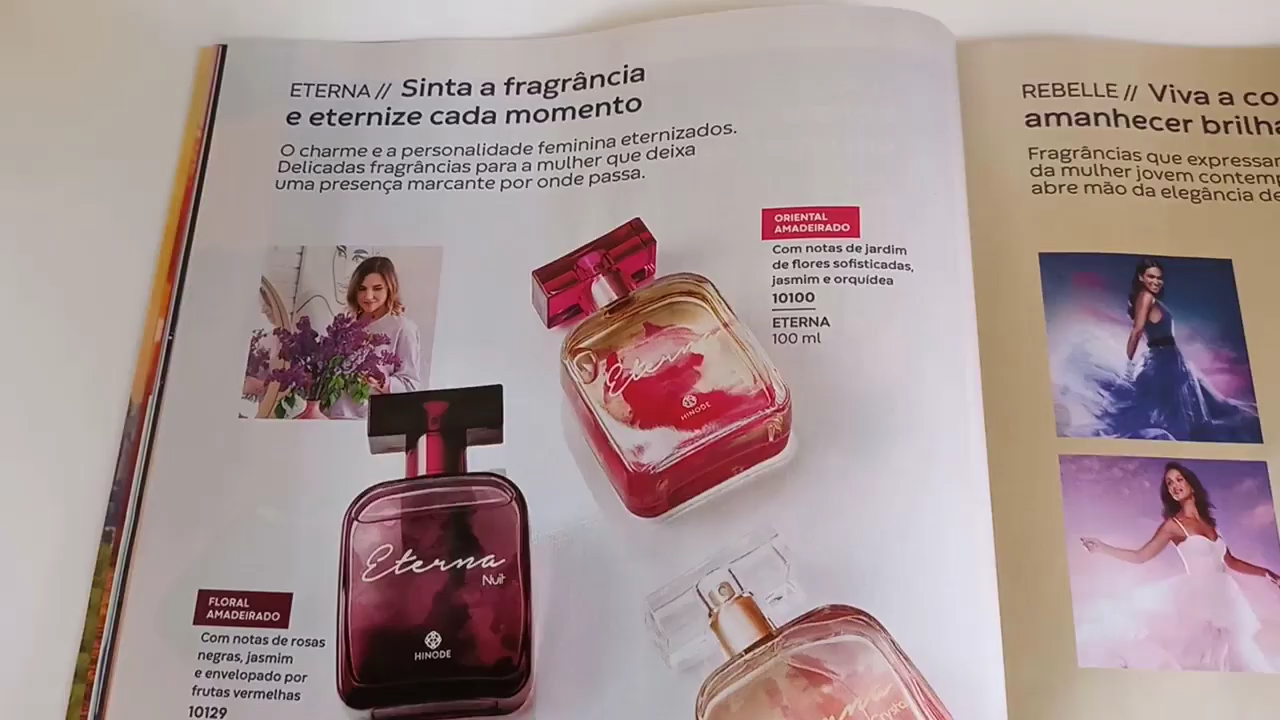 ETERNA // Sinta a fragrância
e eternize cada momento
O charme e a personalidade feminina eternizados.
Delicadas fragrâncias para a mulher que deixa
uma presença marcante por onde passa.
ORIENTAL
AMADEIRADO
Com notas de jardim
de flores sofisticadas,
jasmim e orquídea
10100
ETERNA
100 ml
Eterna
HINODE
Eterna
Nuit
HINODE
FLORAL
AMADEIRADO
Com notas de rosas
negras, jasmim
e envelopado por
frutas vermelhas
10129
REBELLE // Viva a co
amanhecer brilha
Fragrâncias que expressar
da mulher jovem contemp
abre mão da elegância de